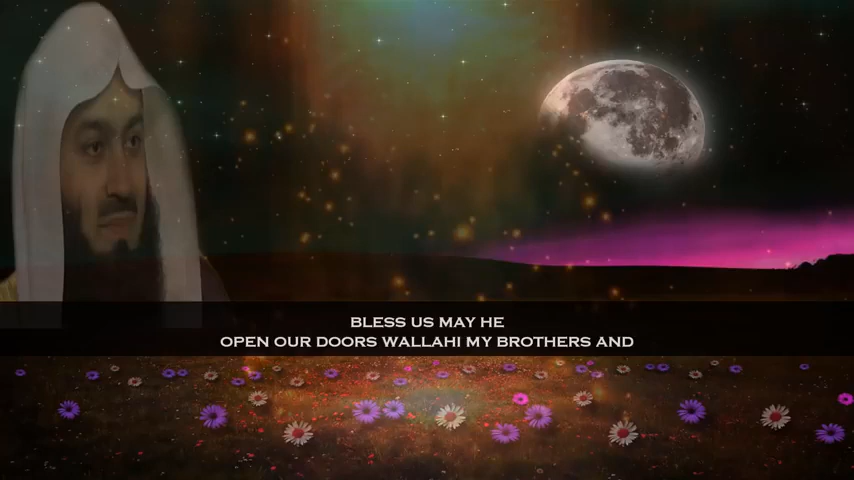 BLESS US MAY HE
OPEN OUR DOORS WALLAHI MY BROTHERS AND